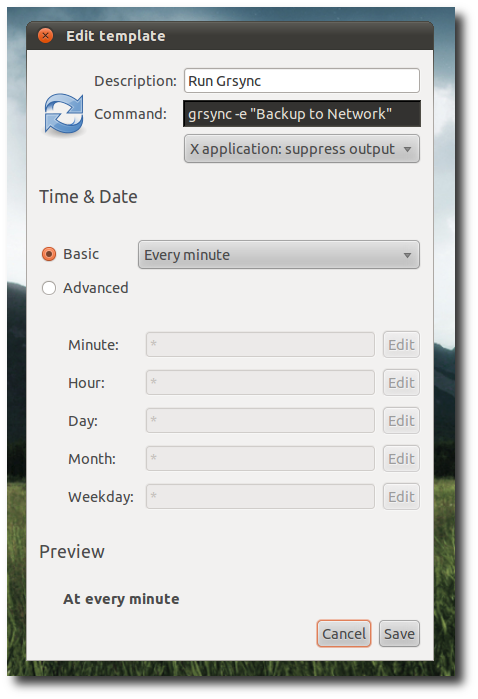 Edit template
Description: Run Grsync
Command: grsync -e "Backup to Network"
X application: suppress output
Time & Date
Basic Every minute
Advanced
Minute: * Edit
Hour: * Edit
Day: * Edit
Month: * Edit
Weekday: * Edit
Preview
At every minute
Cancel Save